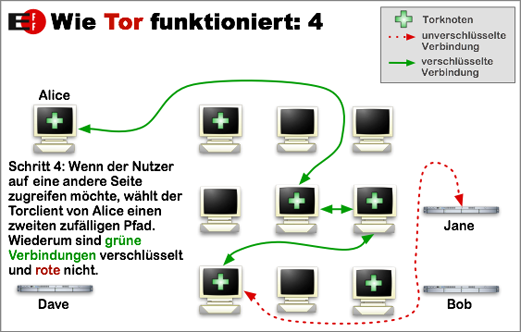 EFF Wie Tor funktioniert: 4
Torknoten
unverschlüsselte
Verbindung
verschlüsselte
Verbindung
Alice
Schritt 4: Wenn der Nutzer
auf eine andere Seite
zugreifen möchte, wählt der
Torclient von Alice einen
zweiten zufälligen Pfad.
Wiederum sind grüne
Verbindungen verschlüsselt
und rote nicht.
Jane
Dave
Bob